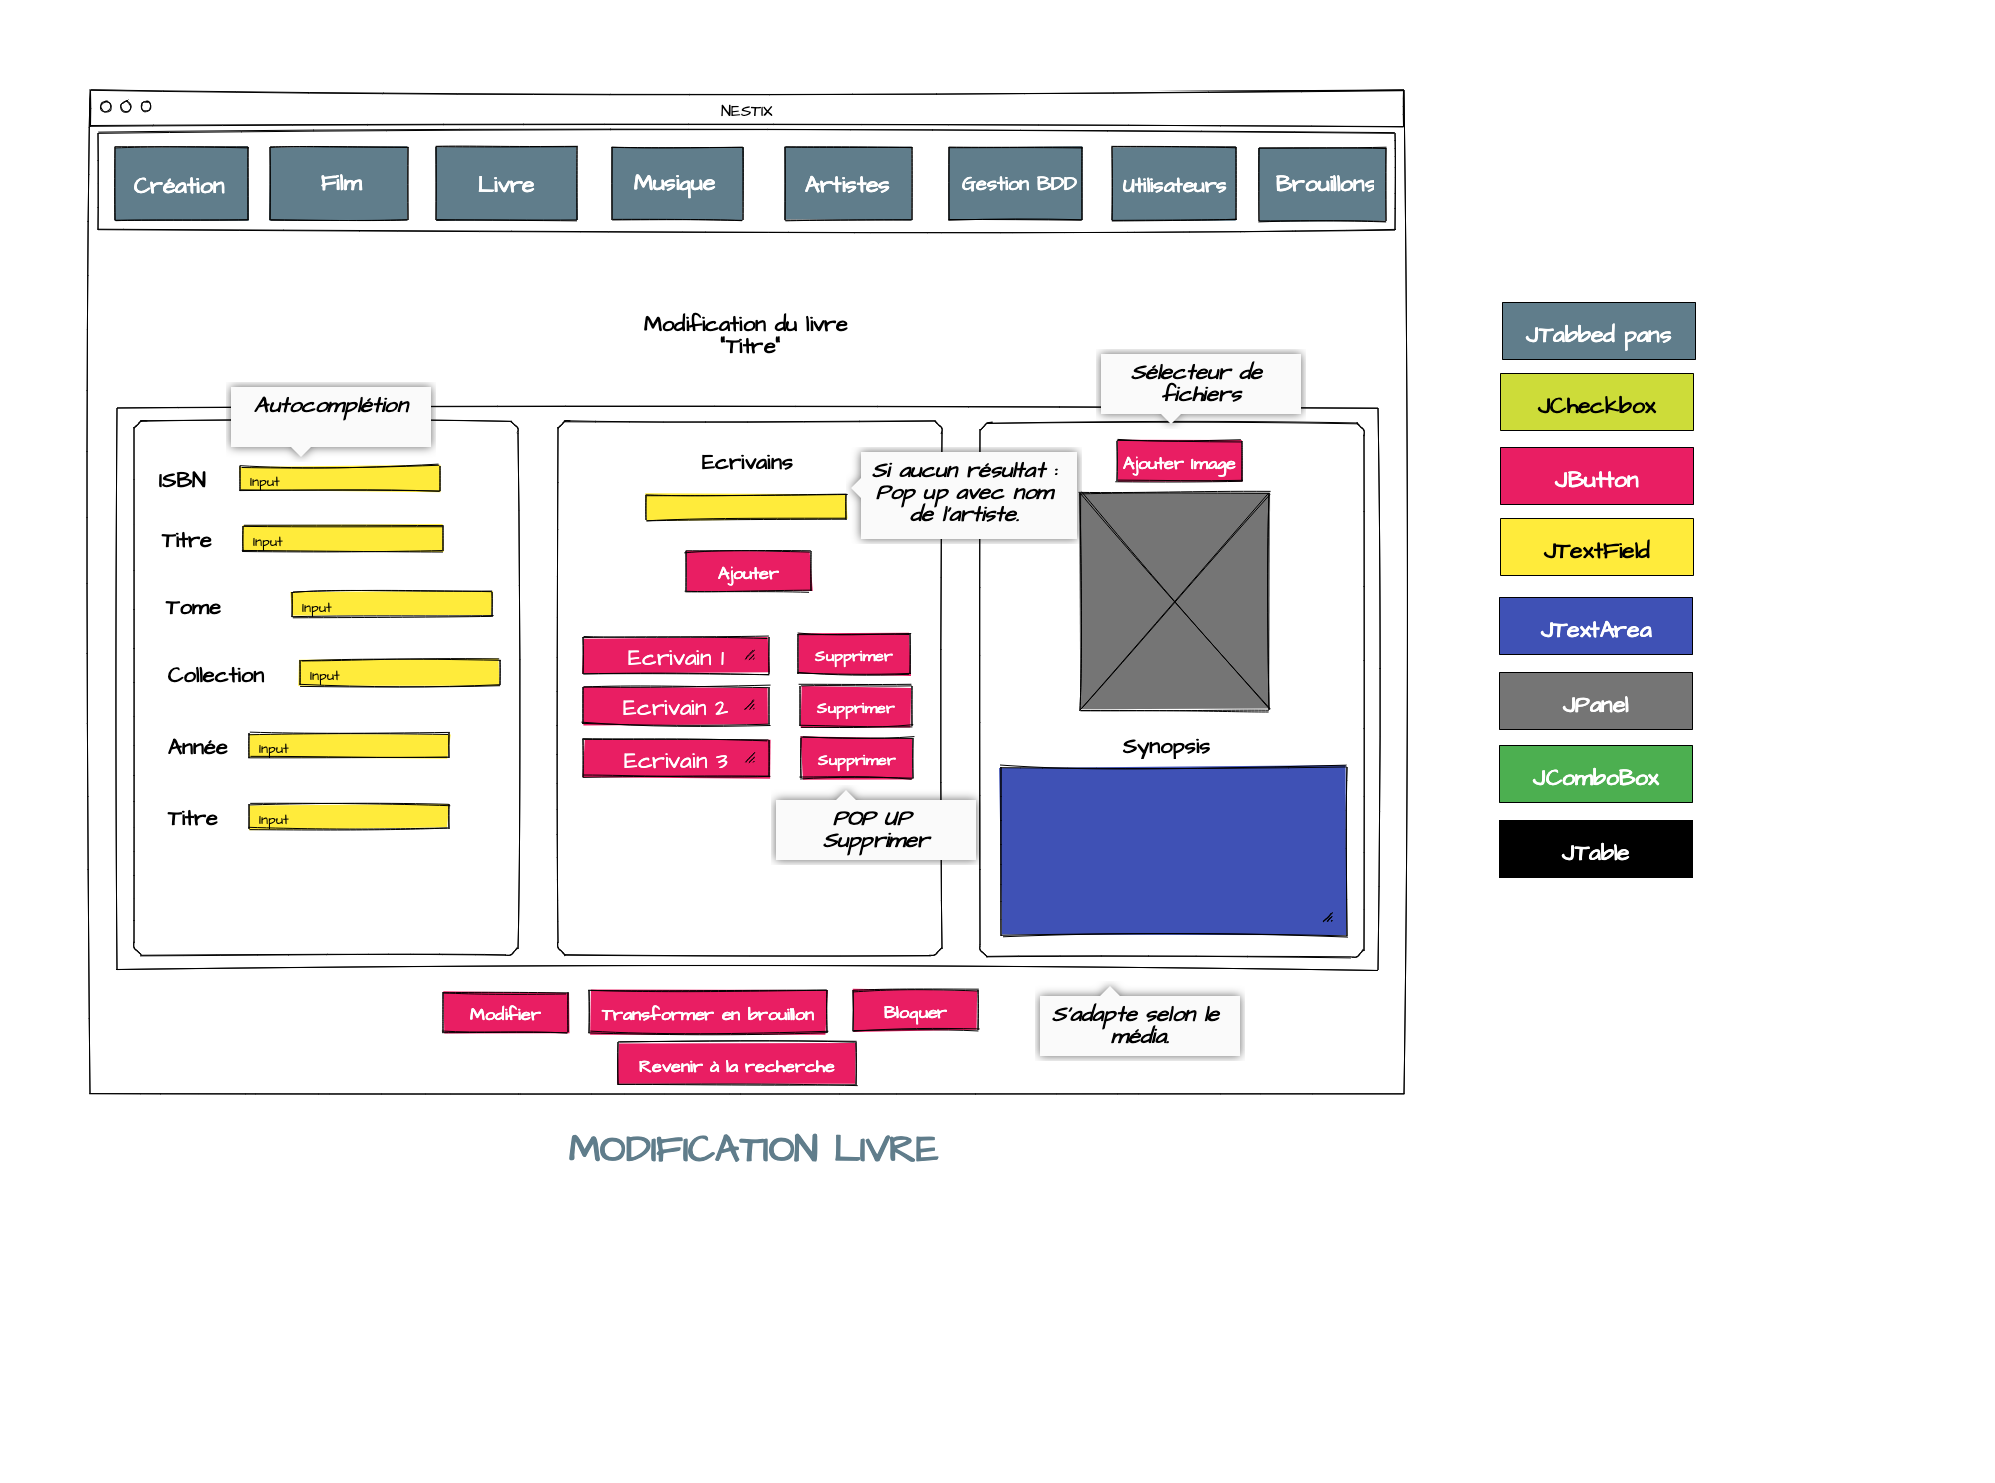 NESTIX
Création
Film
Livre
Musique
Artistes
Gestion BDD
Utilisateurs
Brouillons
Modification du livre
"Titre"
Autocomplétion
ISBN
Input
Titre
Input
Tome
Input
Collection
Input
Année
Input
Titre
Input
Ecrivains
Si aucun résultat :
Pop up avec nom
de l'artiste.
Ajouter
Ecrivain 1
Supprimer
Ecrivain 2
Supprimer
Ecrivain 3
Supprimer
POP UP
Supprimer
Sélecteur de
fichiers
Ajouter Image
Synopsis
Modifier
Transformer en brouillon
Bloquer
Revenir à la recherche
S'adapte selon le
média.
MODIFICATION LIVRE
JTabbed pans
JCheckbox
JButton
JTextField
JTextArea
JPanel
JComboBox
JTable